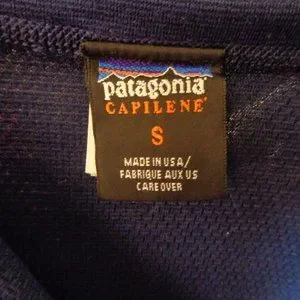 patagonia®
CAPILENE®
S
MADE IN USA/
FABRIQUE AUX US
CARE OVER